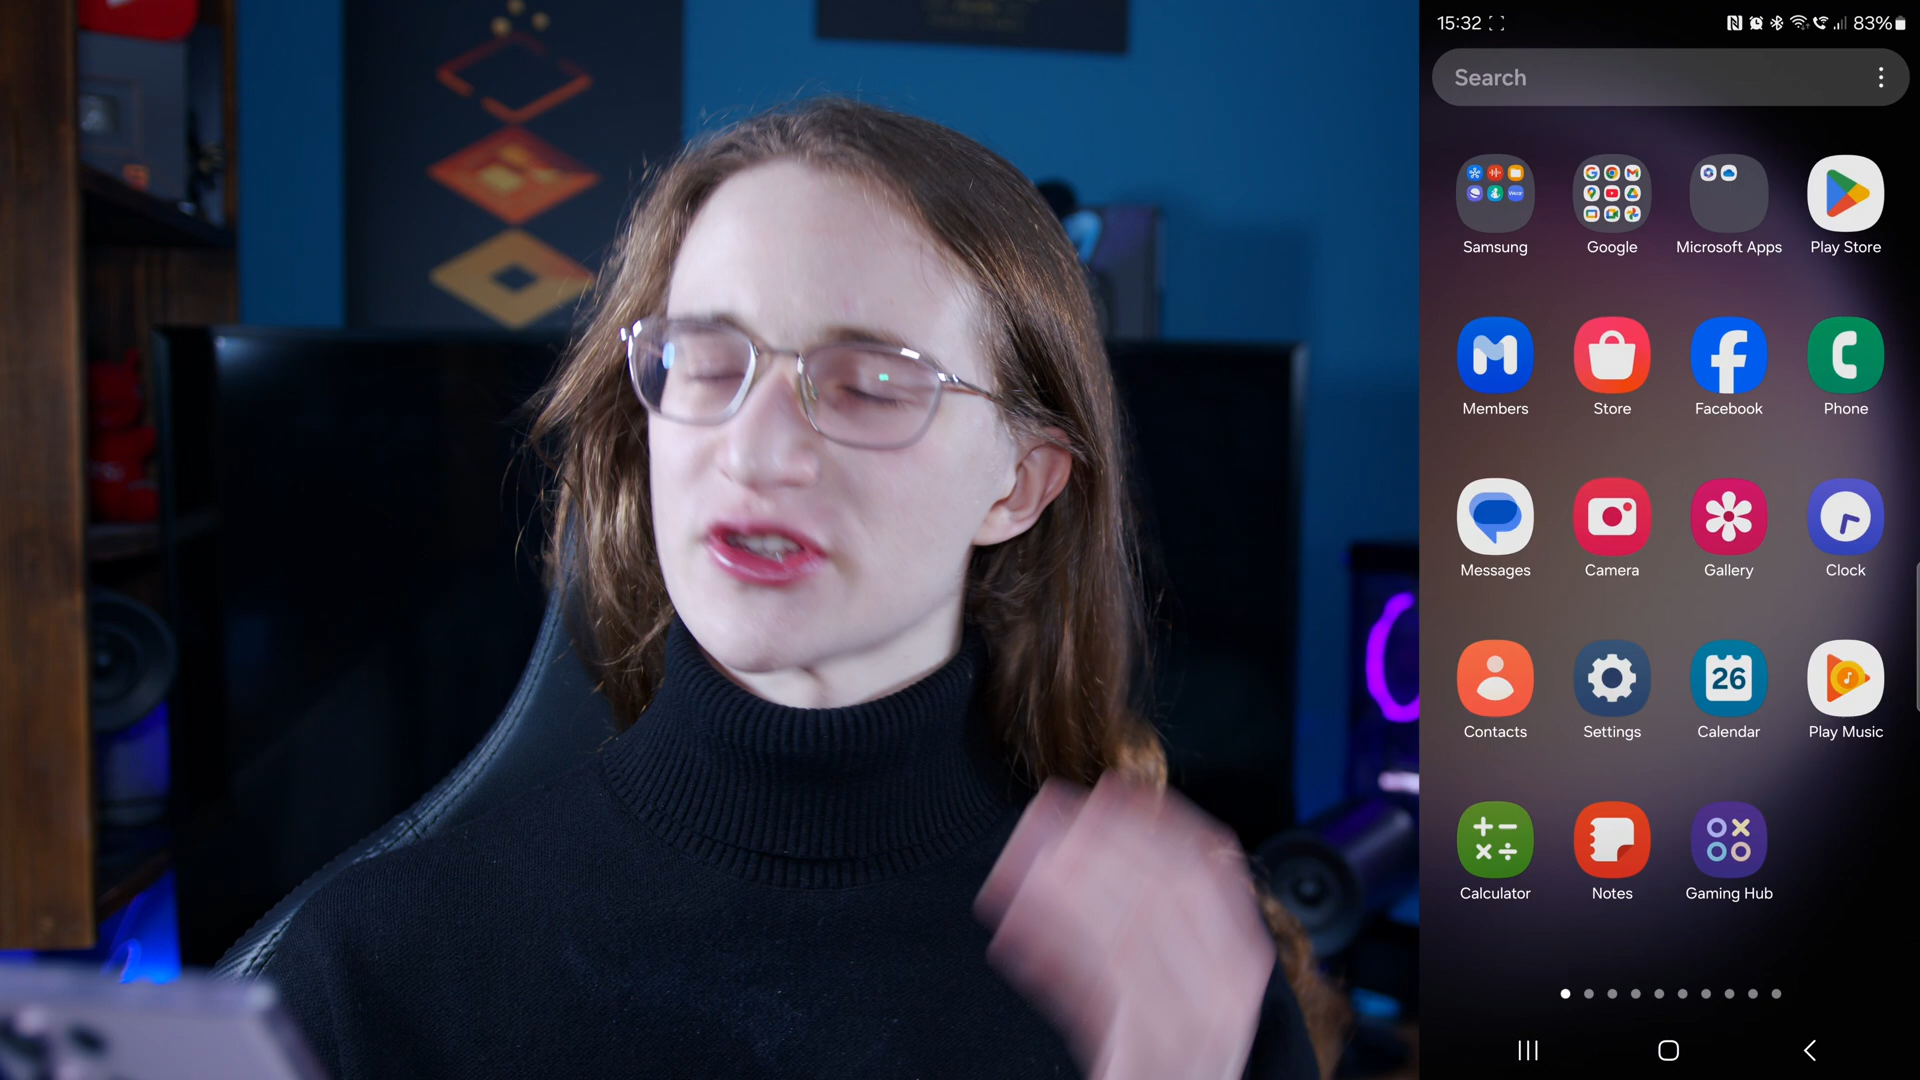 15:32
83%
Search
Samsung Google Microsoft Apps Play Store
Members Store Facebook Phone
Messages Camera Gallery Clock
26
Contacts Settings Calendar Play Music
Calculator Notes Gaming Hub